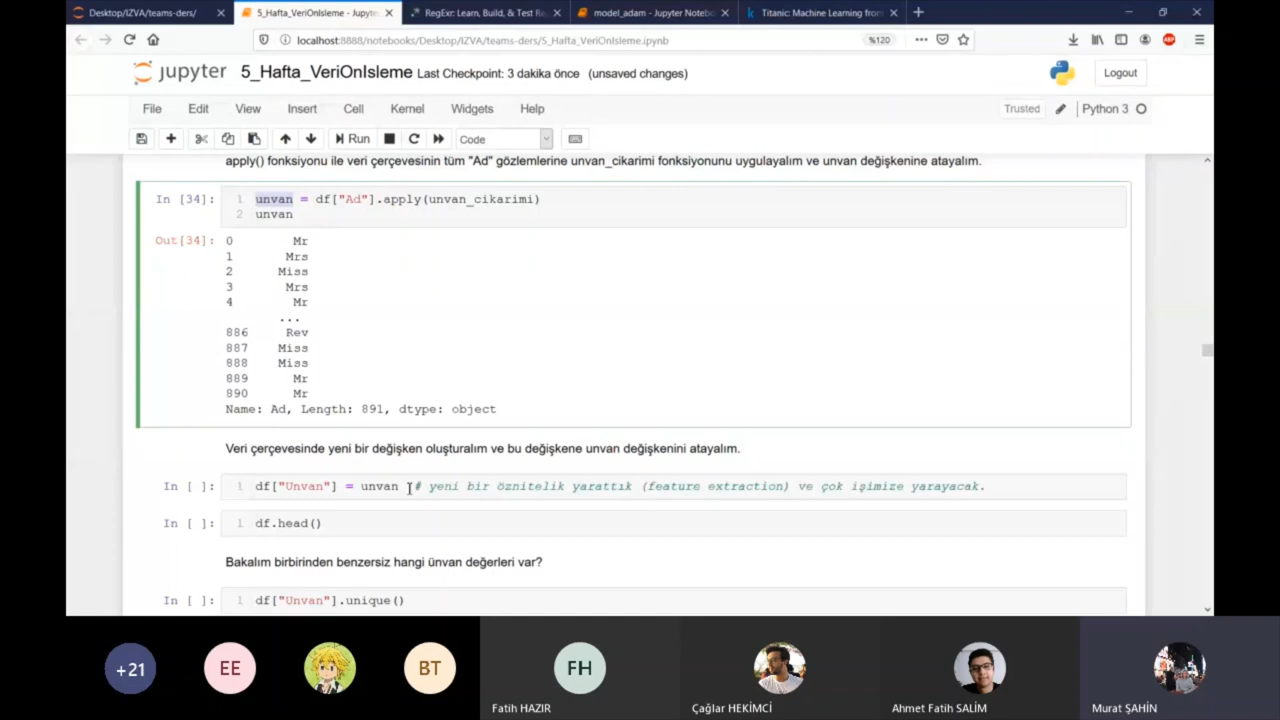 Desktop/IZVA/teams-ders/
5_Hafta_VeriOnIsleme - Jupyte
RegExr: Learn, Build, & Test Re
model_adam - Jupyter Notebo
Titanic: Machine Learning from
localhost:8888/notebooks/Desktop/IZVA/teams-ders/5_Hafta_VeriOnIsleme.ipynb
%120
ABP
jupyter 5_Hafta_VeriOnIsleme Last Checkpoint: 3 dakika önce (unsaved changes)
Logout
File Edit View Insert Cell Kernel Widgets Help
Trusted Python 3
Run
Code
apply() fonksiyonu ile veri çerçevesinin tüm "Ad" gözlemlerine unvan_cikarimi fonksiyonunu uygulayalım ve unvan değişkenine atayalım.
In [34]: 1 unvan = df["Ad"].apply(unvan_cikarimi)
2 unvan
Out[34]: 0 Mr
1 Mrs
2 Miss
3 Mrs
4 Mr
...
886 Rev
887 Miss
888 Miss
889 Mr
890 Mr
Name: Ad, Length: 891, dtype: object
Veri çerçevesinde yeni bir değişken oluşturalım ve bu değişkene unvan değişkenini atayalım.
In [ ]: 1 df["Unvan"] = unvan # yeni bir öznitelik yarattık (feature extraction) ve çok işimize yarayacak.
In [ ]: 1 df.head()
Bakalım birbirinden benzersiz hangi ünvan değerleri var?
In [ ]: 1 df["Unvan"].unique()
+21
EE
BT
FH
Fatih HAZIR
Çağlar HEKİMCİ
Ahmet Fatih SALİM
Murat ŞAHİN